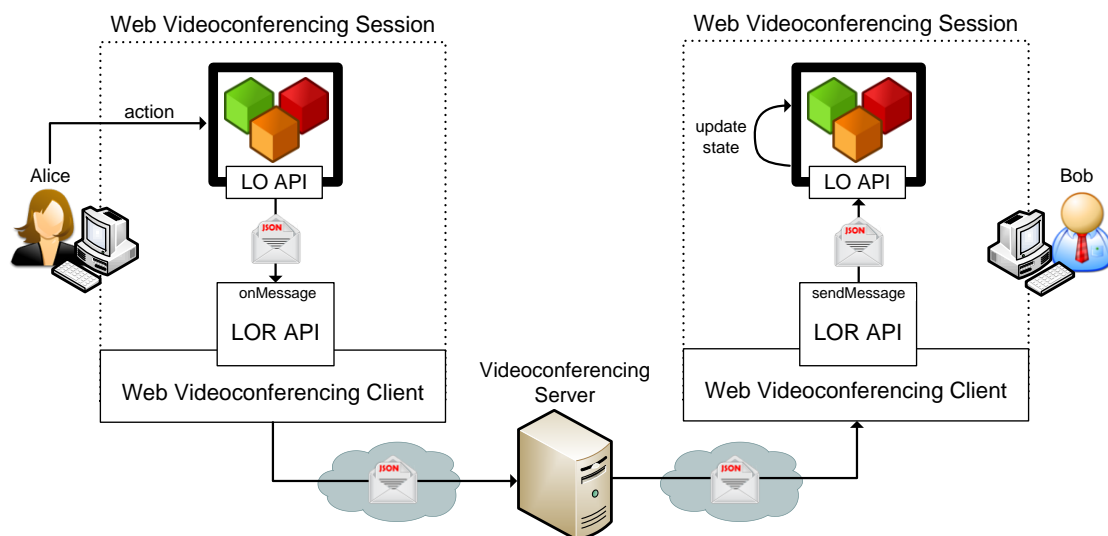 Web Videoconferencing Session
Web Videoconferencing Session
action
update
state
Alice
LO API
LO API
Bob
JSON
JSON
onMessage
sendMessage
LOR API
LOR API
Videoconferencing
Server
Web Videoconferencing Client
Web Videoconferencing Client
JSON
JSON